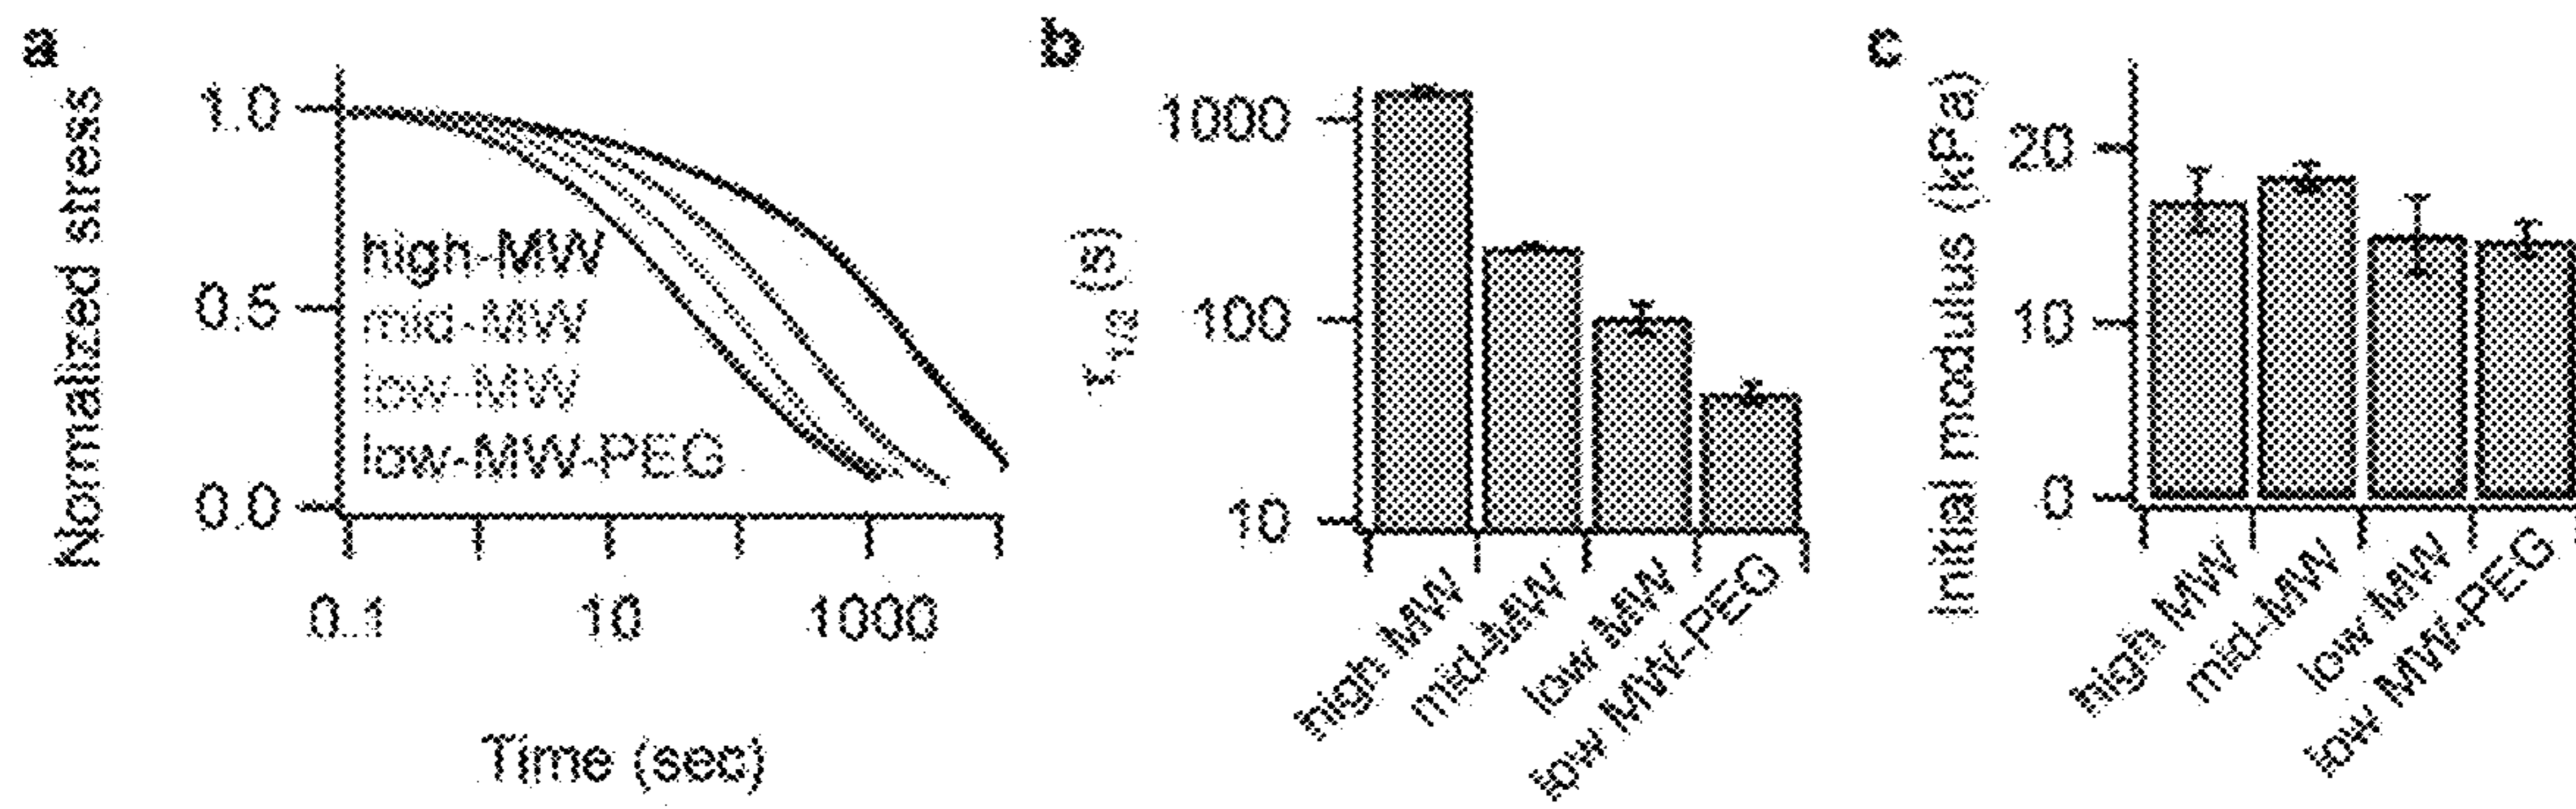 a
Normalized stress
1.0
0.5
0.0
high-MW
mid-MW
low-MW
low-MW-PEG
0.1
10
1000
Time (sec)
b
τ1/2 (s)
1000
100
10
high MW
mid-MW
low MW
low MW-PEG
c
Initial modulus (kPa)
20
10
0
high MW
mid-MW
low MW
low MW-PEG